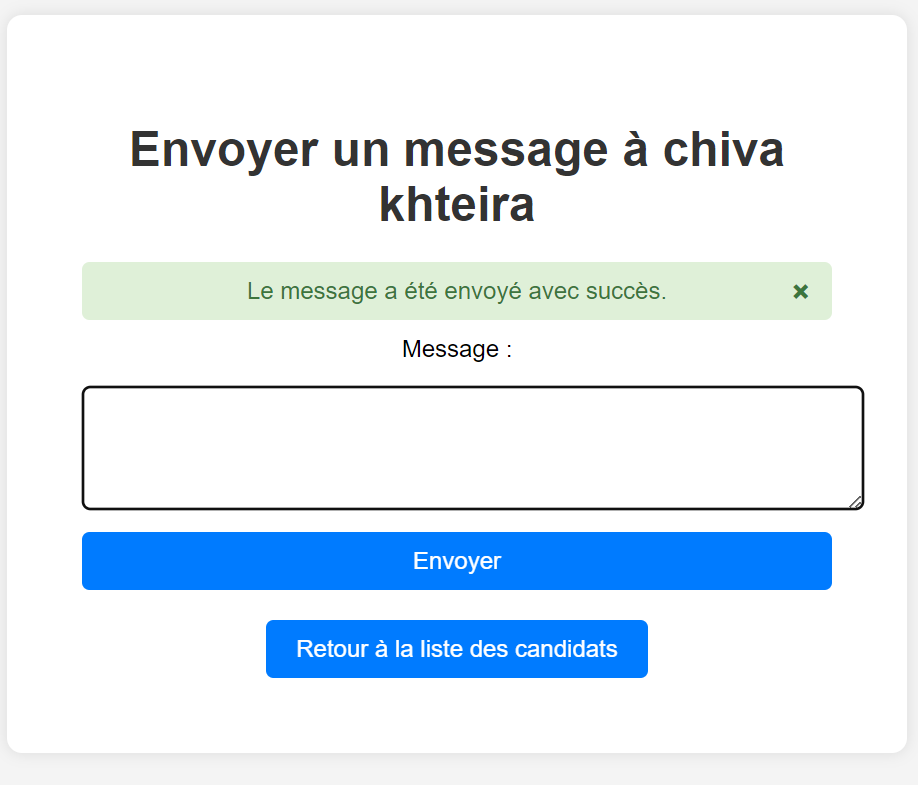 Envoyer un message à chiva
khteira
Le message a été envoyé avec succès. ×
Message :
Envoyer
Retour à la liste des candidats